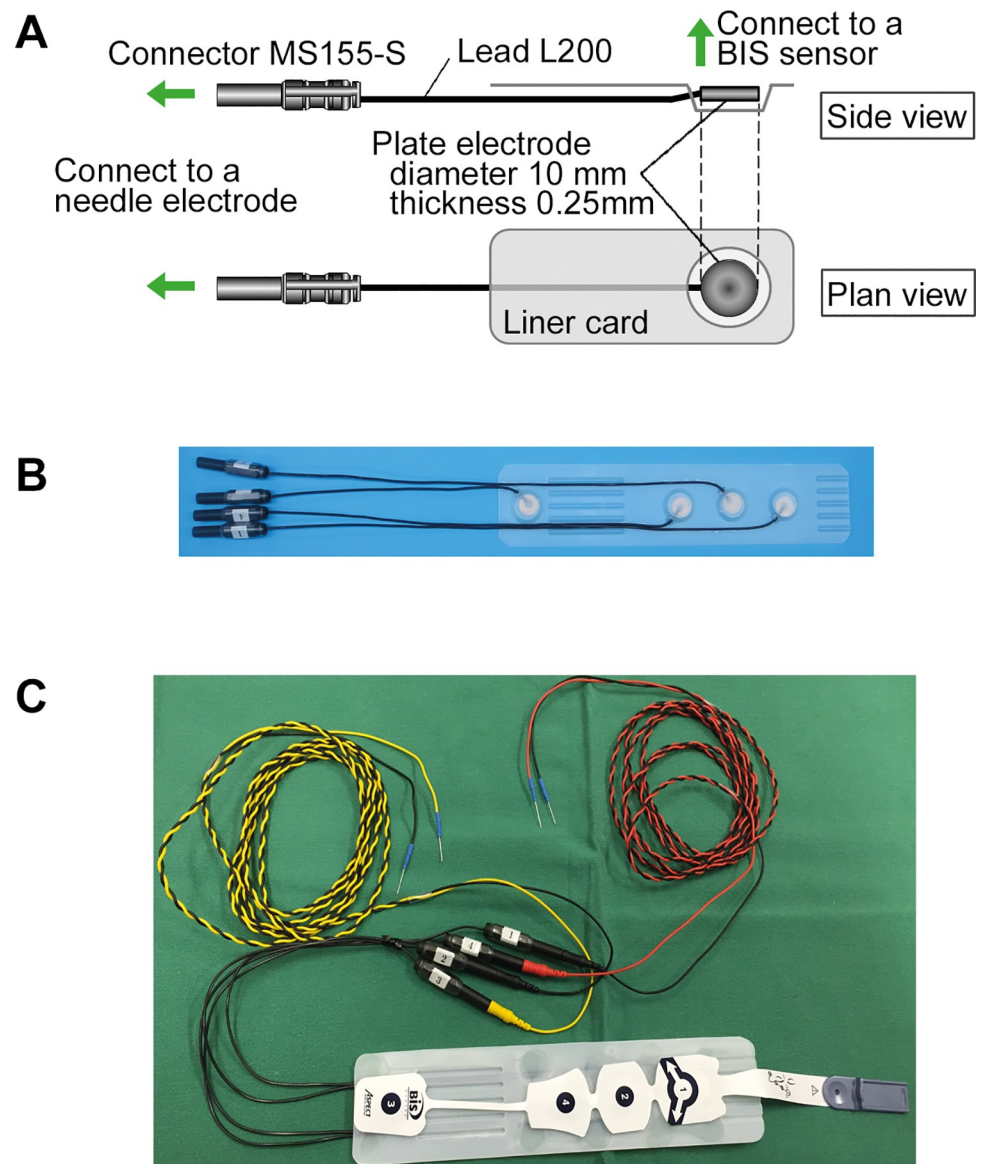 A
Connector MS155-S
Lead L200
Connect to a
BIS sensor
Side view
Connect to a
needle electrode
Plate electrode
diameter 10 mm
thickness 0.25mm
Plan view
Liner card
B
C
1
4
2
3
3
BIS
ASPECT
4
2
1